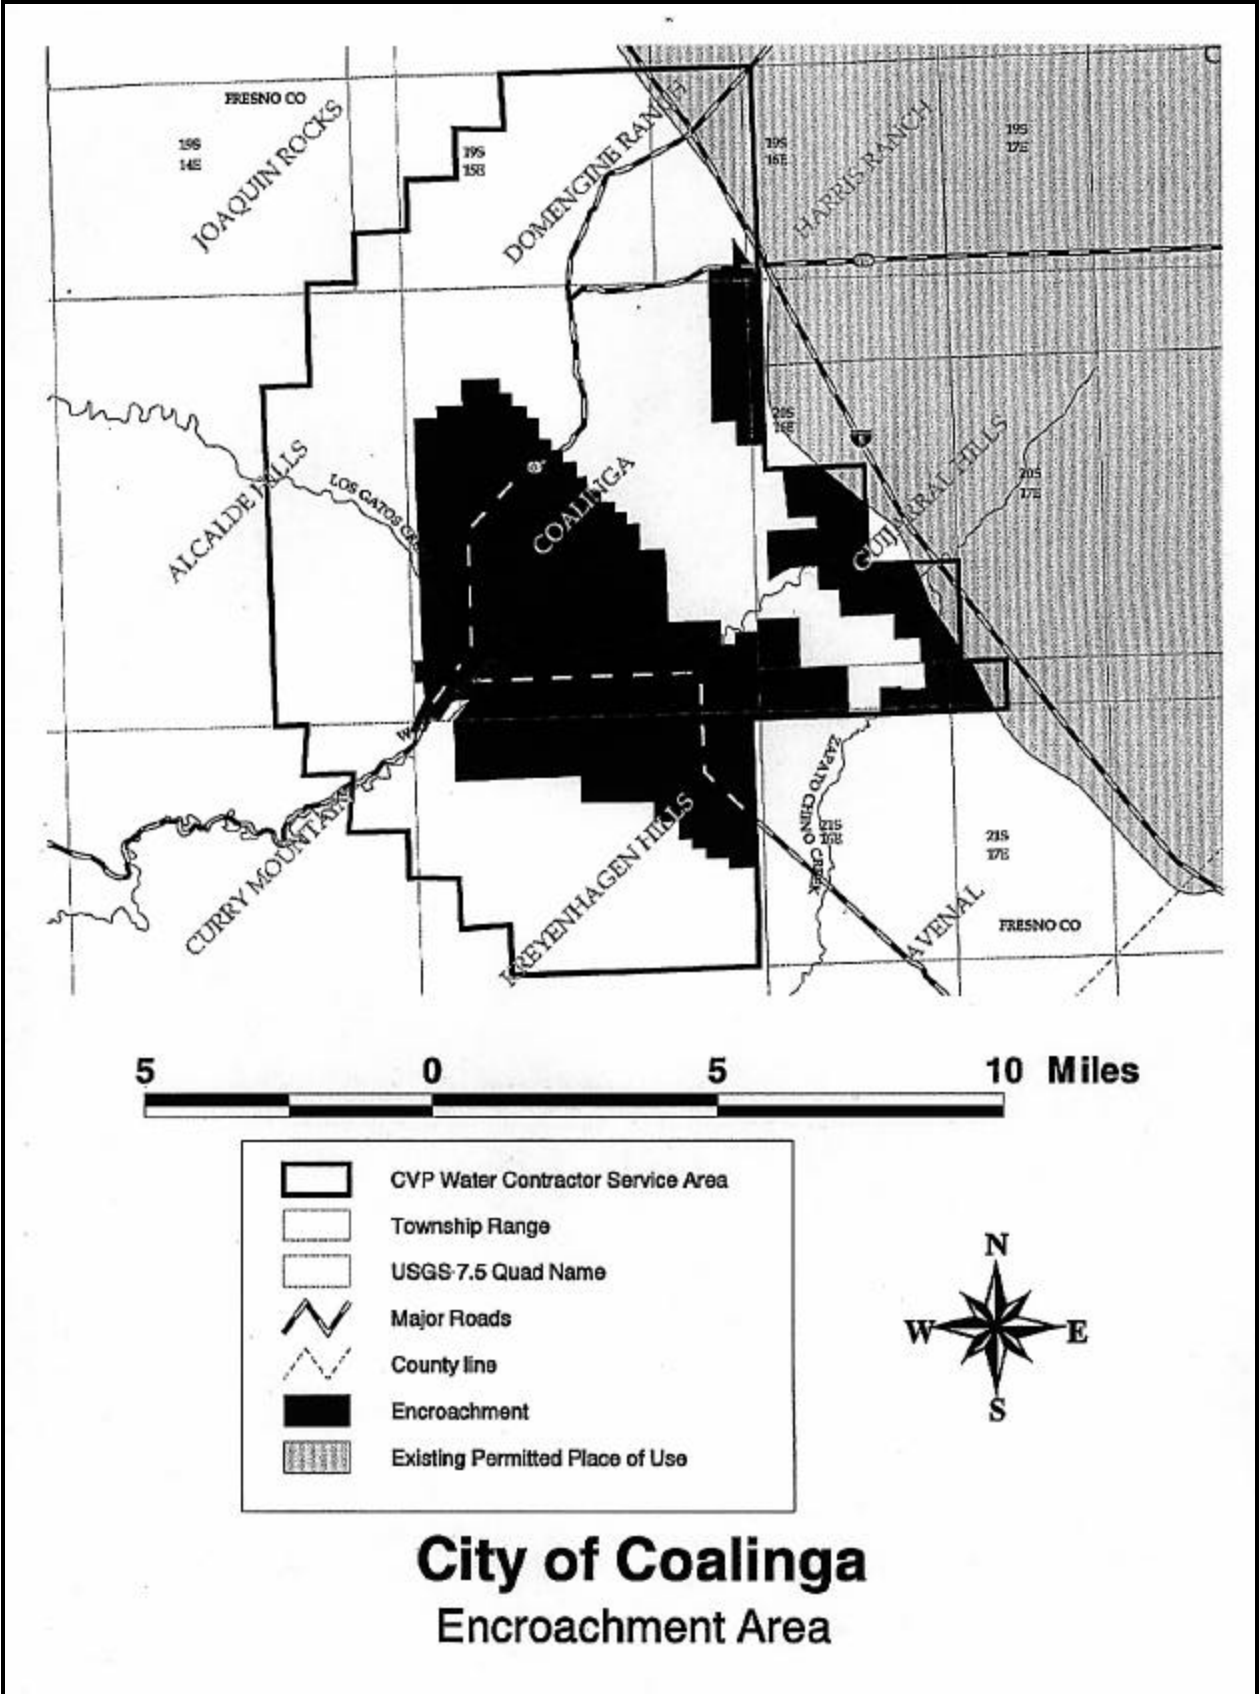 FRESNO CO
19S
14E
JOAQUIN ROCKS
19S
15E
DOMENGINE RANCH
19S
16E
HARRIS RANCH
19S
17E
ALCALDE HILLS
LOS GATOS
COALINGA
20S
16E
GUIJARRAL HILLS
20S
17E
CURRY MOUNTAIN
KREYENHAGEN HILLS
ZAPATO CHINO CREEK
21S
16E
21S
17E
AVENAL
FRESNO CO
5 0 5 10 Miles
CVP Water Contractor Service Area
Township Range
USGS 7.5 Quad Name
Major Roads
County line
Encroachment
Existing Permitted Place of Use
N
W E
S
City of Coalinga
Encroachment Area